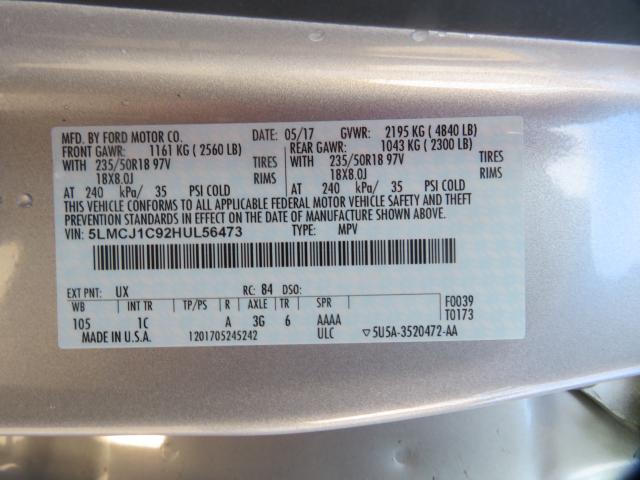 MFD. BY FORD MOTOR CO. DATE: 05/17 GVWR: 2195 KG ( 4840 LB)
FRONT GAWR: 1161 KG ( 2560 LB) REAR GAWR: 1043 KG ( 2300 LB)
WITH 235/50R18 97V TIRES WITH 235/50R18 97V TIRES
18X8.0J RIMS 18X8.0J RIMS
AT 240 kPa/ 35 PSI COLD AT 240 kPa/ 35 PSI COLD
THIS VEHICLE CONFORMS TO ALL APPLICABLE FEDERAL MOTOR VEHICLE SAFETY AND THEFT
PREVENTION STANDARDS IN EFFECT ON THE DATE OF MANUFACTURE SHOWN ABOVE.
VIN: 5LMCJ1C92HUL56473 TYPE: MPV
EXT PNT: UX RC: 84 DSO:
WB INT TR TP/PS R AXLE TR SPR F0039
105 1C A 3G 6 AAAA T0173
MADE IN U.S.A. 1201705245242 ULC ▽5U5A-3520472-AA